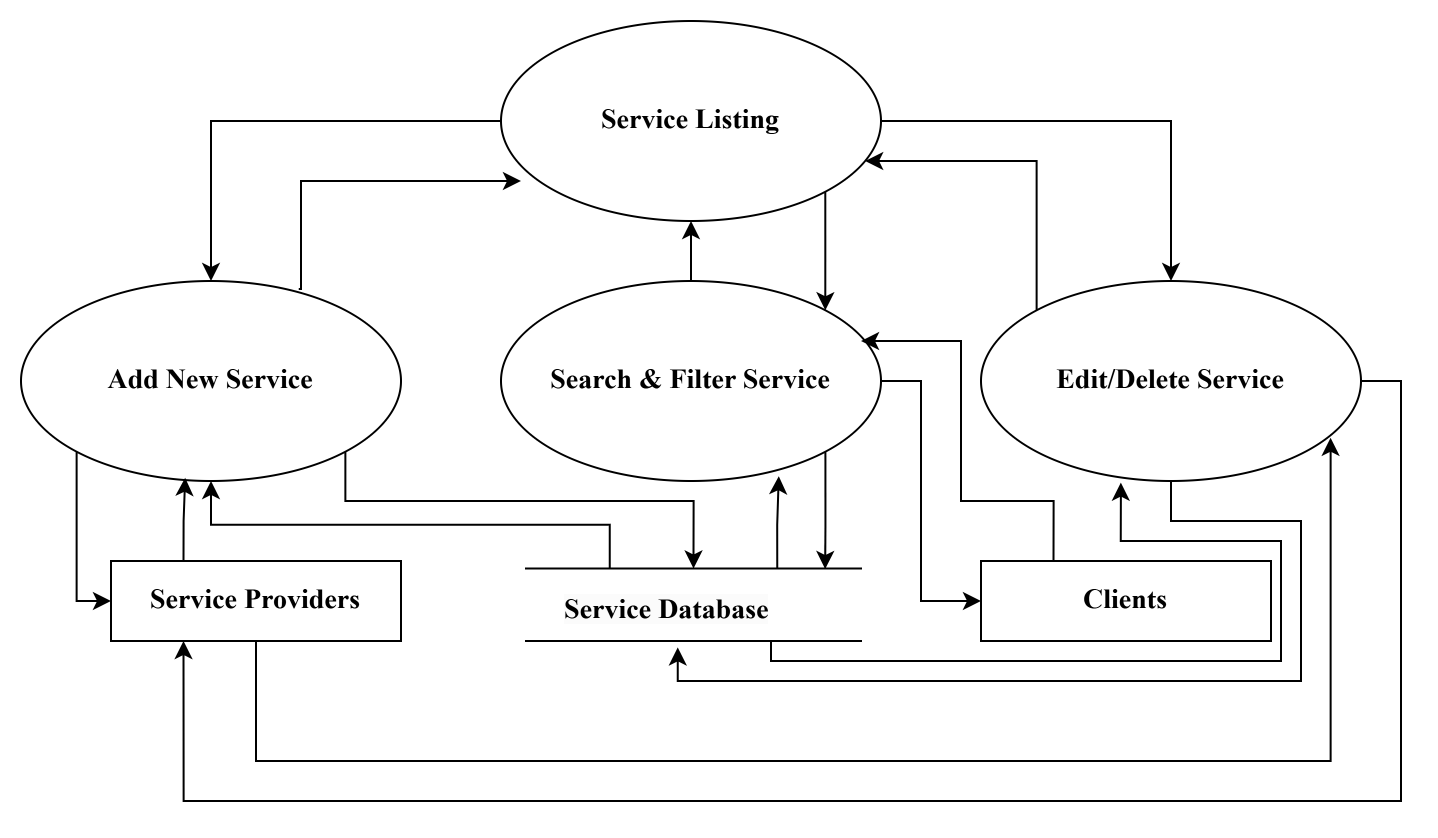 Service Listing
Add New Service
Search & Filter Service
Edit/Delete Service
Service Providers
Service Database
Clients